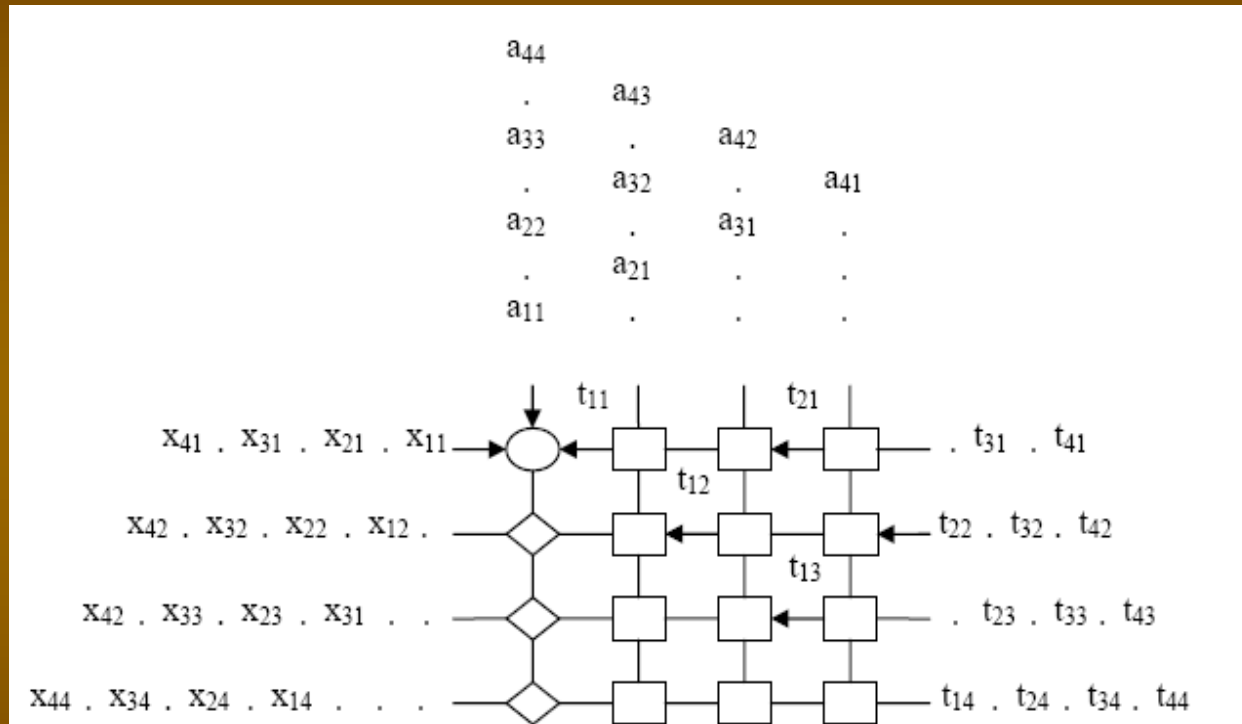 a44
. a43
a33 . a42
. a32 . a41
a22 . a31 .
. a21 . .
a11 . . .
t11 t21
x41 . x31 . x21 . x11 . t31 . t41
t12
x42 . x32 . x22 . x12 . t22 . t32 . t42
t13
x42 . x33 . x23 . x31 . . . t23 . t33 . t43
x44 . x34 . x24 . x14 . . . t14 . t24 . t34 . t44